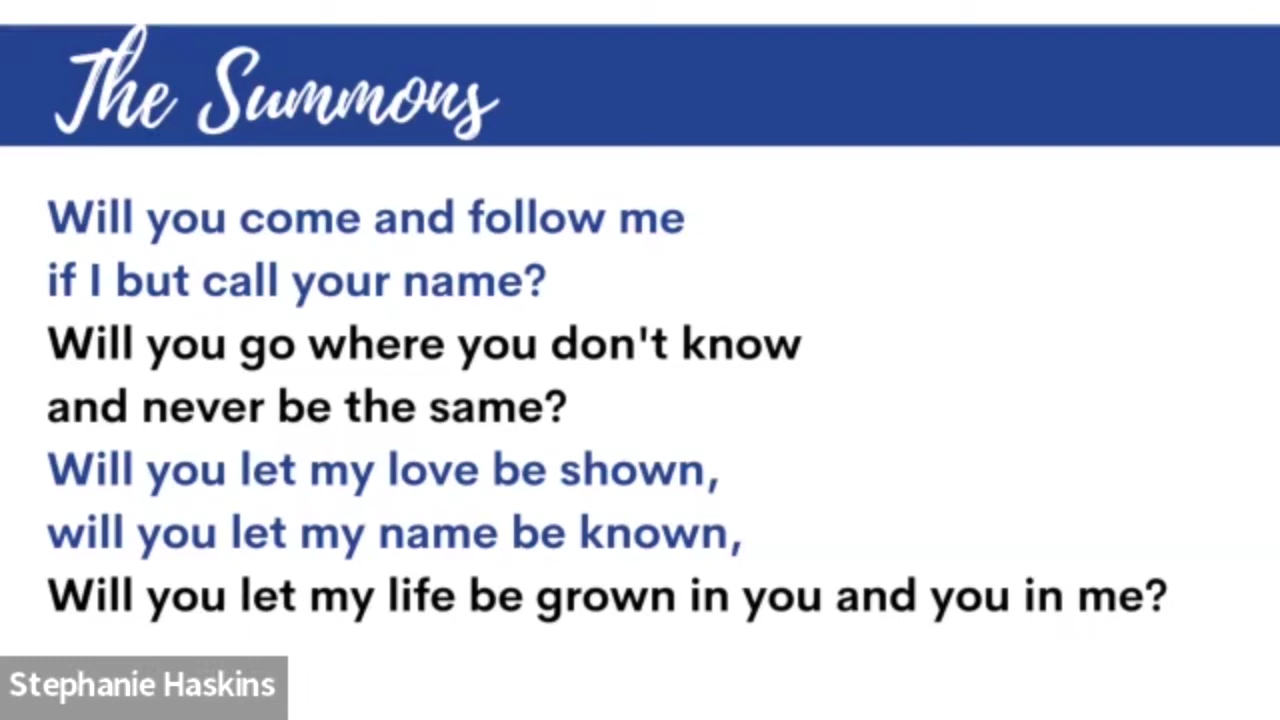 The Summons
Will you come and follow me
if I but call your name?
Will you go where you don't know
and never be the same?
Will you let my love be shown,
will you let my name be known,
Will you let my life be grown in you and you in me?
Stephanie Haskins